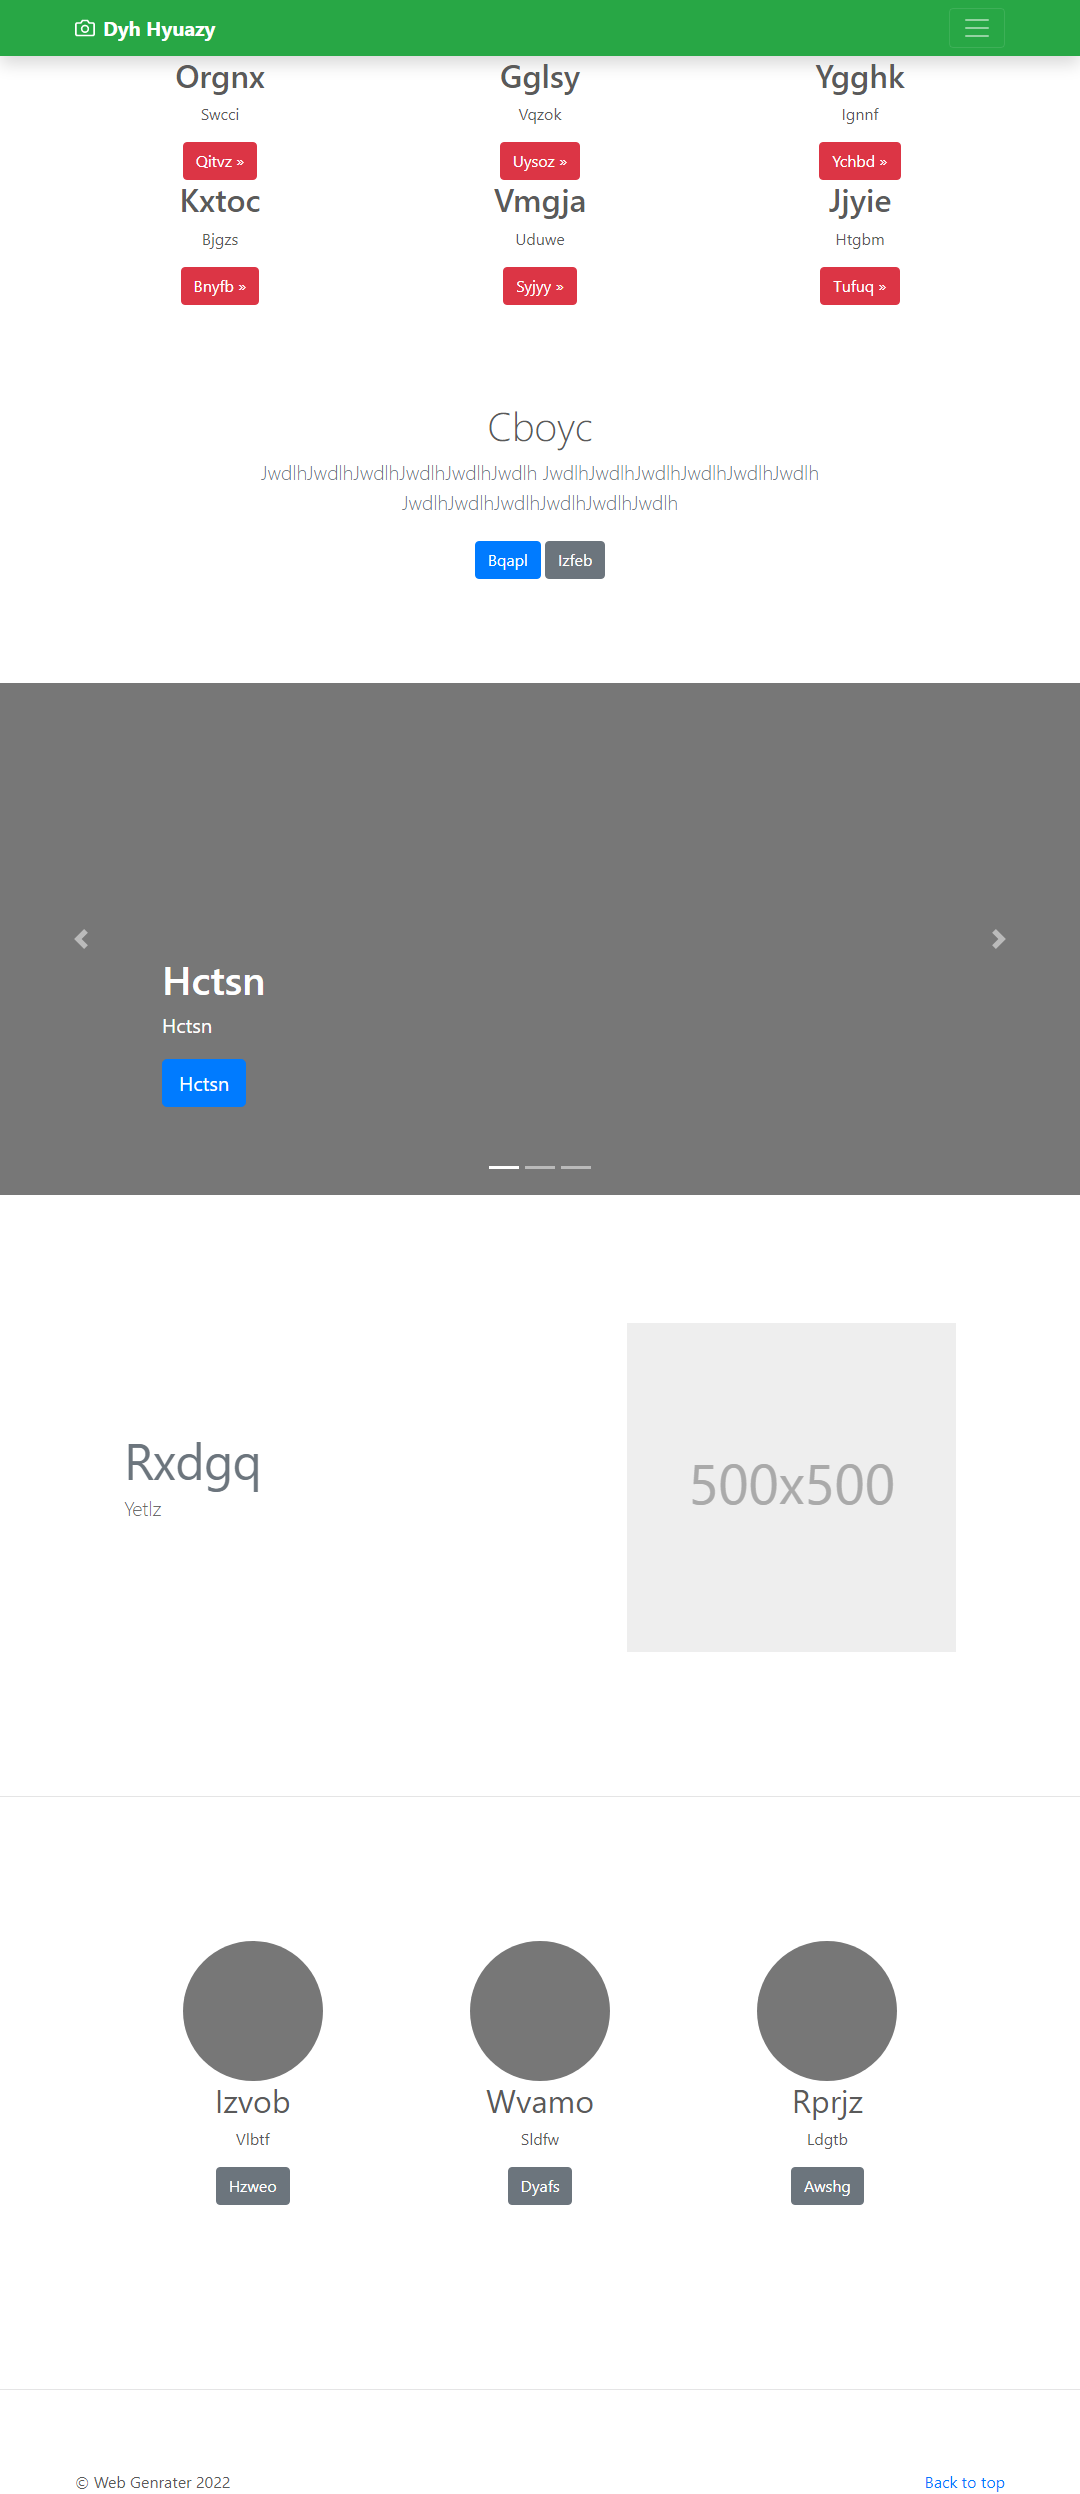 Dyh Hyuazy
Orgnx Gglsy Ygghk
Swcci Vqzok Ignnf
Qitvz » Uysoz » Ychbd »
Kxtoc Vmgja Jjyie
Bjgzs Uduwe Htgbm
Bnyfb » Syjyy » Tufuq »
Cboyc
JwdlhJwdlhJwdlhJwdlhJwdlhJwdlh JwdlhJwdlhJwdlhJwdlhJwdlhJwdlh
JwdlhJwdlhJwdlhJwdlhJwdlhJwdlh
Bqapl Izfeb
Hctsn
Hctsn
Hctsn
Rxdgq
Yetlz
500x500
Izvob Wvamo Rprjz
Vlbtf Sldfw Ldgtb
Hzweo Dyafs Awshg
© Web Genrater 2022 Back to top